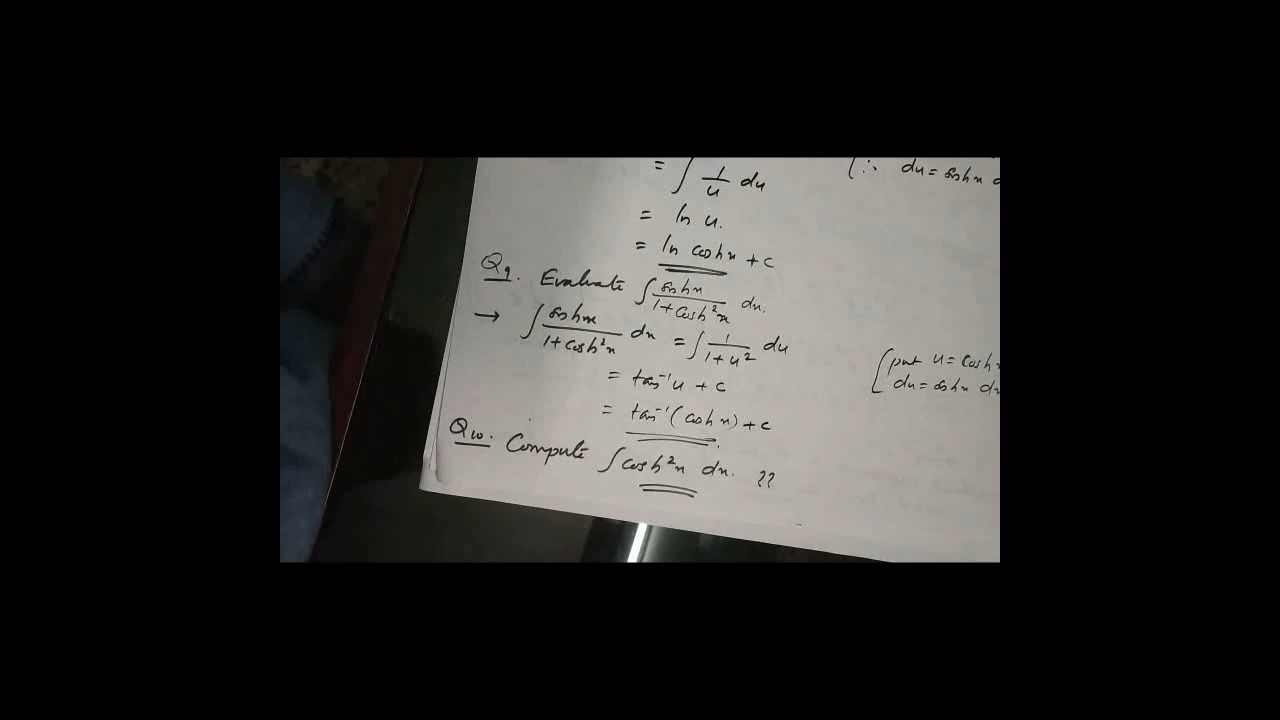 = ∫ 1/u du
[∴ du = sinhx d
= ln u.
= ln coshx + c
Q9. Evaluate ∫ sinhx/1+cosh²x dx.
→ ∫ sinhx/1+cosh²x dx = ∫ 1/1+u² du
[put u = coshx
du = sinhx dx
= tan⁻¹u + c
= tan⁻¹(coshx) + c
Q10. Compute ∫ cosh²x dx. ??